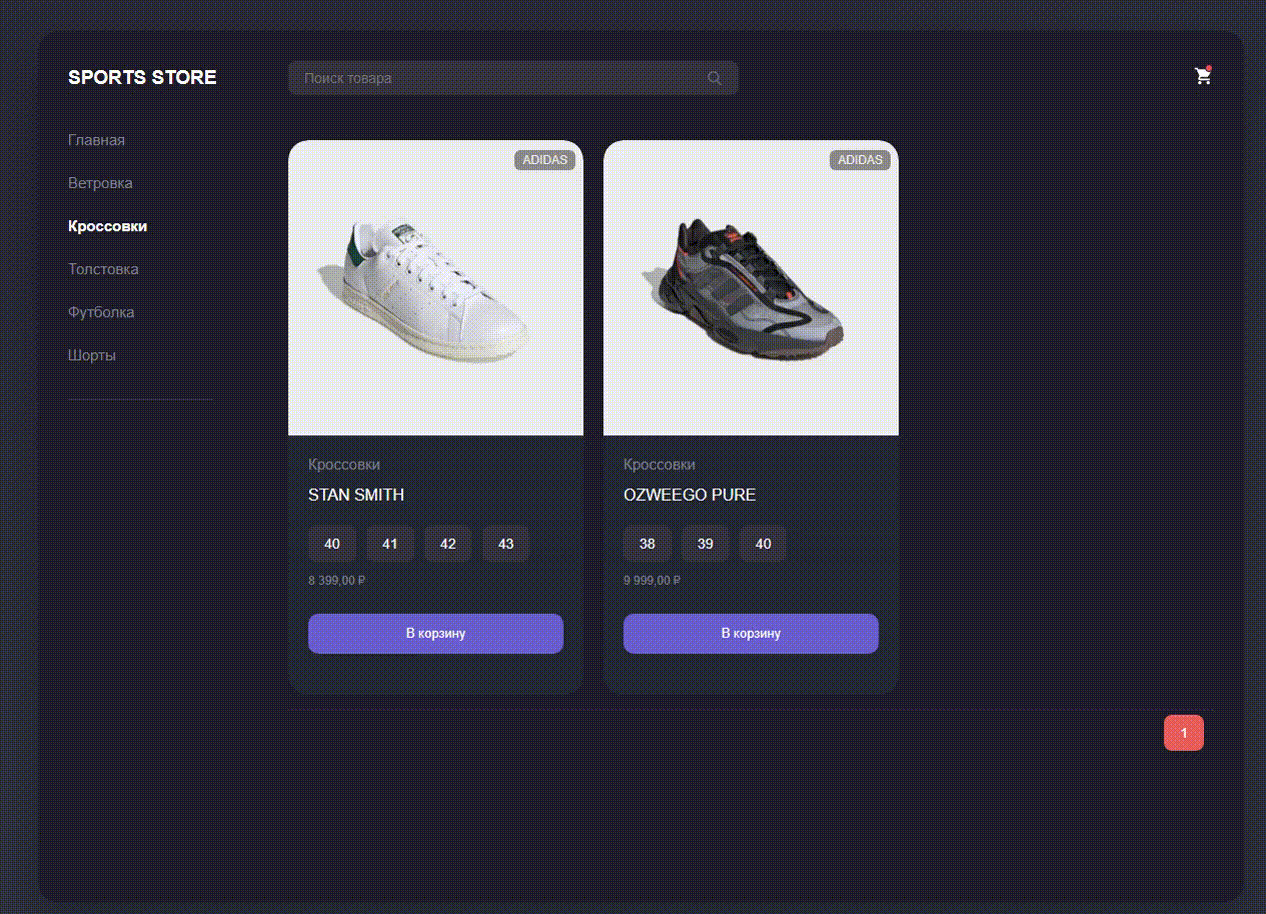 SPORTS STORE
Поиск товара
Главная
Ветровка
Кроссовки
Толстовка
Футболка
Шорты
ADIDAS
Кроссовки
STAN SMITH
40 41 42 43
8 399,00 ₽
В корзину
ADIDAS
Кроссовки
OZWEEGO PURE
38 39 40
9 999,00 ₽
В корзину
1